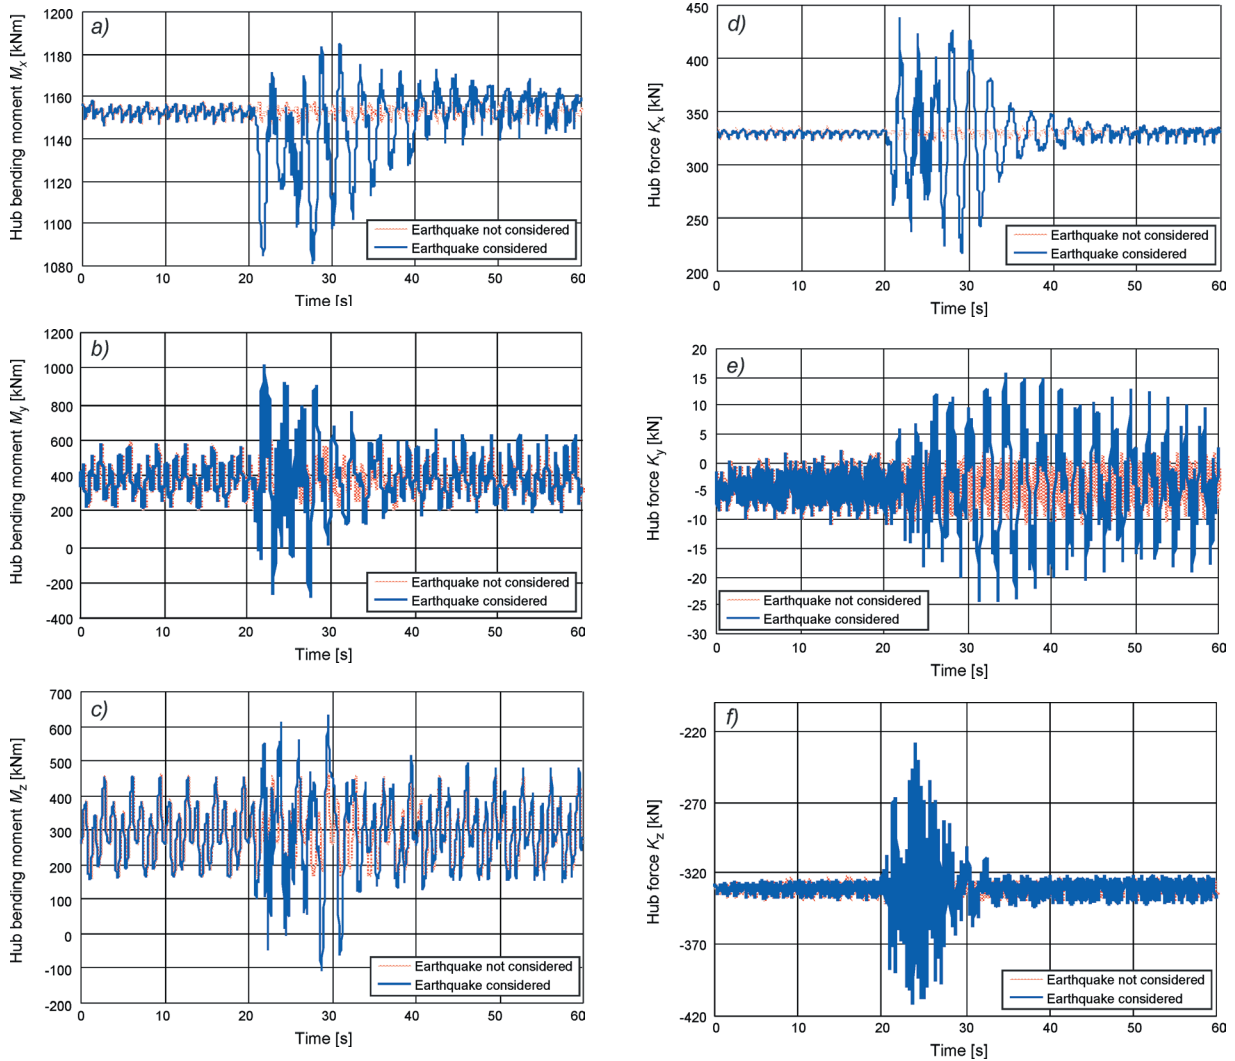 a)
Hub bending moment Mx [kNm]
1200
1180
1160
1140
1120
1100
1080
Earthquake not considered
Earthquake considered
0 10 20 30 40 50 60
Time [s]
b)
Hub bending moment My [kNm]
1200
1000
800
600
400
200
0
-200
-400
Earthquake not considered
Earthquake considered
0 10 20 30 40 50 60
Time [s]
c)
Hub bending moment Mz [kNm]
700
600
500
400
300
200
100
0
-100
-200
Earthquake not considered
Earthquake considered
0 10 20 30 40 50 60
Time [s]
d)
Hub force Kx [kN]
450
400
350
300
250
200
Earthquake not considered
Earthquake considered
0 10 20 30 40 50 60
Time [s]
e)
Hub force Ky [kN]
20
15
10
5
0
-5
-10
-15
-20
-25
-30
Earthquake not considered
Earthquake considered
0 10 20 30 40 50 60
Time [s]
f)
Hub force Kz [kN]
-220
-270
-320
-370
-420
Earthquake not considered
Earthquake considered
0 10 20 30 40 50 60
Time [s]